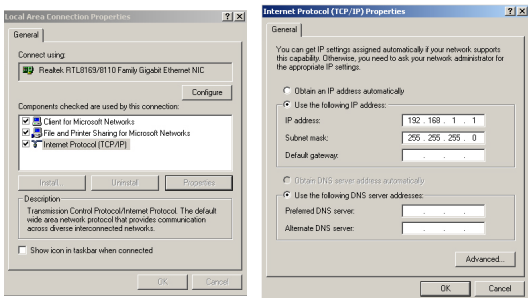 Local Area Connection Properties
General
Connect using:
Realtek RTL8169/8110 Family Gigabit Ethernet NIC
Configure
Components checked are used by this connection:
Client for Microsoft Networks
File and Printer Sharing for Microsoft Networks
Internet Protocol (TCP/IP)
Install...
Uninstall
Properties
Description
Transmission Control Protocol/Internet Protocol. The default
wide area network protocol that provides communication
across diverse interconnected networks.
Show icon in taskbar when connected
OK
Cancel
Internet Protocol (TCP/IP) Properties
General
You can get IP settings assigned automatically if your network supports
this capability. Otherwise, you need to ask your network administrator for
the appropriate IP settings.
Obtain an IP address automatically
Use the following IP address:
IP address:
192 . 168 . 1 . 1
Subnet mask:
255 . 255 . 255 . 0
Default gateway:
. . .
Obtain DNS server address automatically
Use the following DNS server addresses:
Preferred DNS server:
. . .
Alternate DNS server:
. . .
Advanced...
OK
Cancel